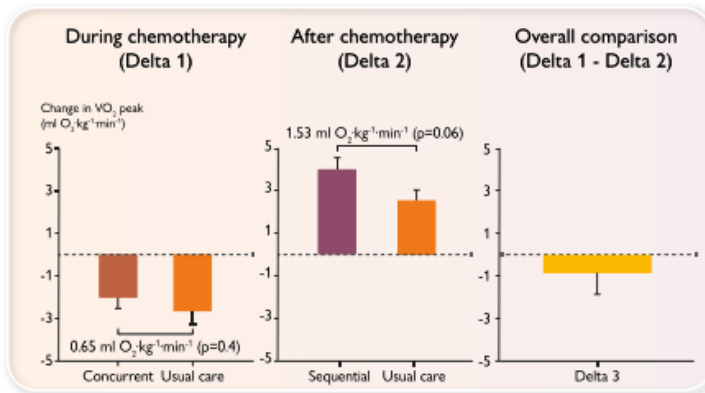 During chemotherapy
(Delta 1)
After chemotherapy
(Delta 2)
Overall comparison
(Delta 1 - Delta 2)
Change in VO₂ peak
(ml O₂·kg⁻¹·min⁻¹)
5
3
1
-1
-3
-5
0.65 ml O₂·kg⁻¹·min⁻¹ (p=0.4)
Concurrent Usual care
1.53 ml O₂·kg⁻¹·min⁻¹ (p=0.06)
5
3
1
-1
-3
-5
Sequential Usual care
5
3
1
-1
-3
-5
Delta 3